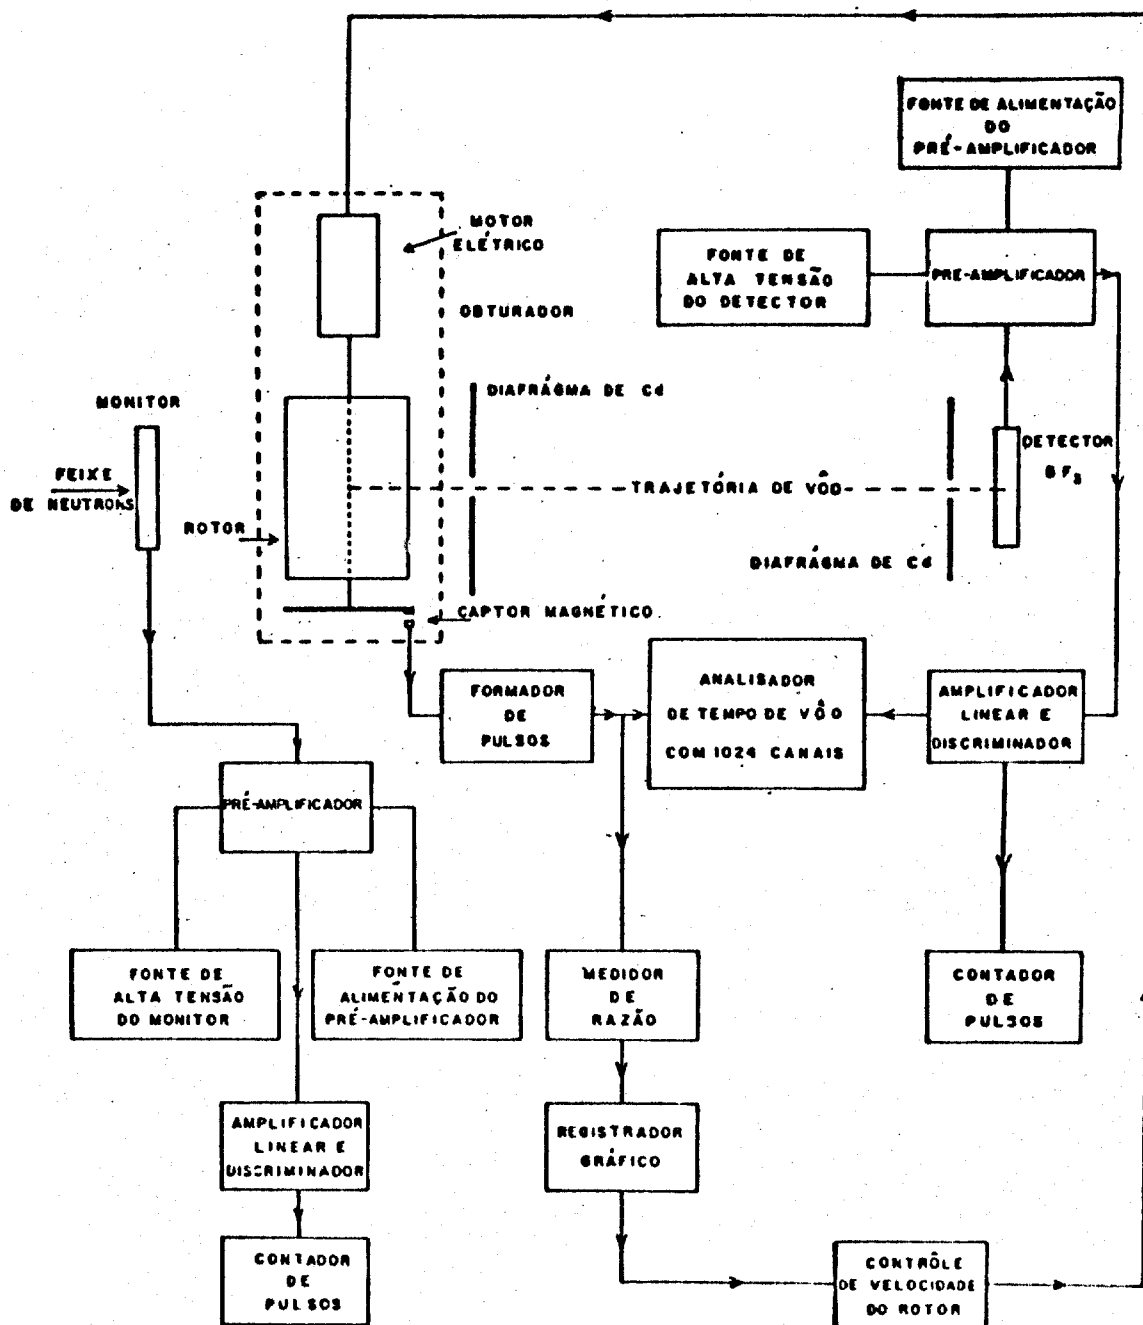 FONTE DE ALIMENTAÇÃO
DO
PRÉ-AMPLIFICADOR
MOTOR
ELÉTRICO
FONTE DE
ALTA TENSÃO
DO DETECTOR
PRÉ-AMPLIFICADOR
OBTURADOR
MONITOR
DIAFRÁGMA DE Cd
DETECTOR
BF3
FEIXE
DE NEUTRONS
TRAJETÓRIA DE VÔO
ROTOR
DIAFRÁGMA DE Cd
CAPTOR MAGNÉTICO
FORMADOR
DE
PULSOS
ANALISADOR
DE TEMPO DE VÔO
COM 1024 CANAIS
AMPLIFICADOR
LINEAR E
DISCRIMINADOR
PRÉ-AMPLIFICADOR
FONTE DE
ALTA TENSÃO
DO MONITOR
FONTE DE
ALIMENTAÇÃO DO
PRÉ-AMPLIFICADOR
MEDIDOR
DE
RAZÃO
CONTADOR
DE
PULSOS
AMPLIFICADOR
LINEAR E
DISCRIMINADOR
REGISTRADOR
GRÁFICO
CONTADOR
DE
PULSOS
CONTRÔLE
DE VELOCIDADE
DO ROTOR